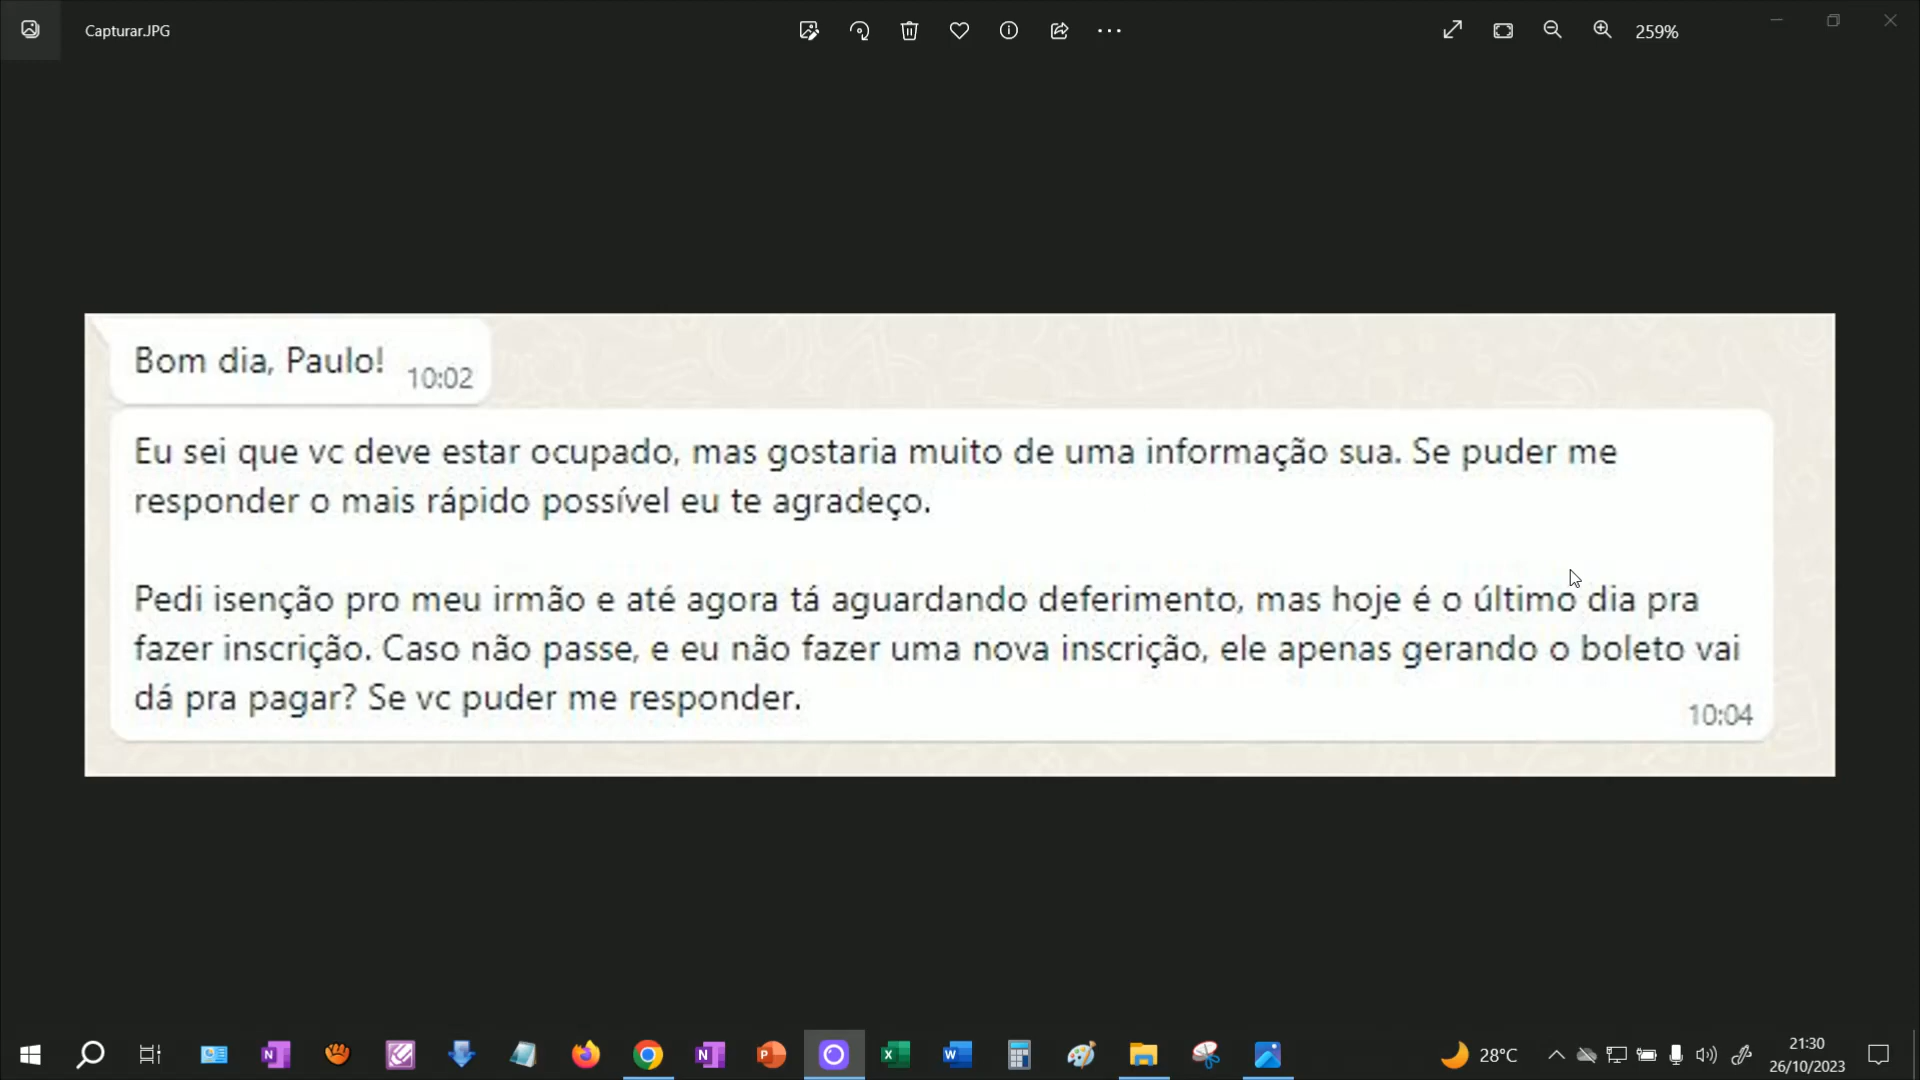 Capturar.JPG
259%
Bom dia, Paulo!
10:02
Eu sei que vc deve estar ocupado, mas gostaria muito de uma informação sua. Se puder me
responder o mais rápido possível eu te agradeço.
Pedi isenção pro meu irmão e até agora tá aguardando deferimento, mas hoje é o último dia pra
fazer inscrição. Caso não passe, e eu não fazer uma nova inscrição, ele apenas gerando o boleto vai
dá pra pagar? Se vc puder me responder.
10:04
28°C
21:30
26/10/2023